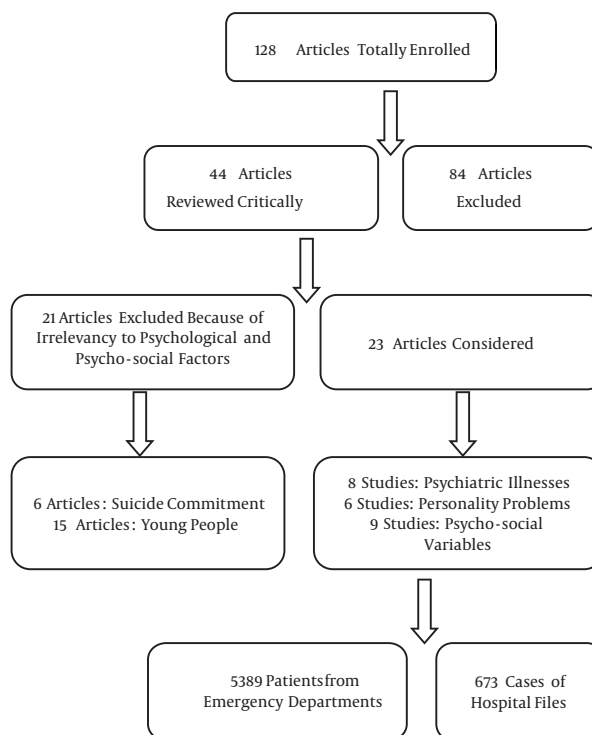 128 Articles Totally Enrolled
44 Articles
Reviewed Critically
84 Articles
Excluded
21 Articles Excluded Because of
Irrelevancy to Psychological and
Psycho-social Factors
23 Articles Considered
6 Articles: Suicide Commitment
15 Articles: Young People
8 Studies: Psychiatric Illnesses
6 Studies: Personality Problems
9 Studies: Psycho-social
Variables
5389 Patients from
Emergency Departments
673 Cases of
Hospital Files